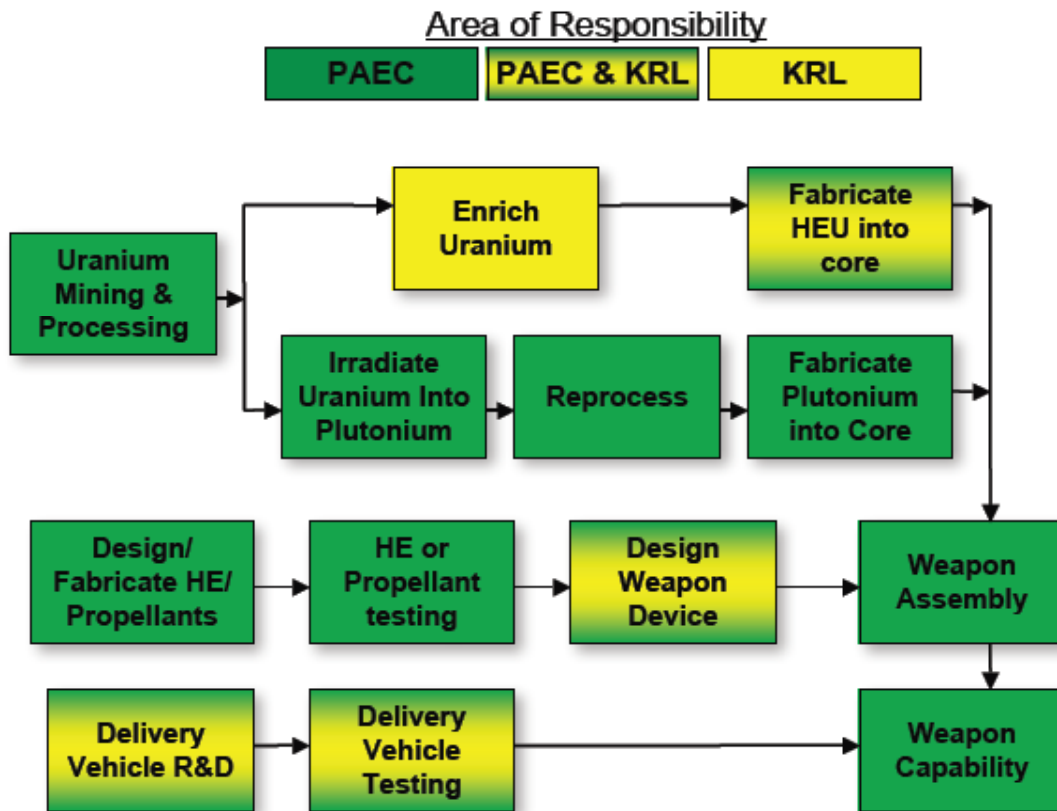 Area of Responsibility
PAEC
PAEC & KRL
KRL
Enrich
Uranium
Fabricate
HEU into
core
Uranium
Mining &
Processing
Irradiate
Uranium Into
Plutonium
Reprocess
Fabricate
Plutonium
into Core
Design/
Fabricate HE/
Propellants
HE or
Propellant
testing
Design
Weapon
Device
Weapon
Assembly
Delivery
Vehicle R&D
Delivery
Vehicle
Testing
Weapon
Capability